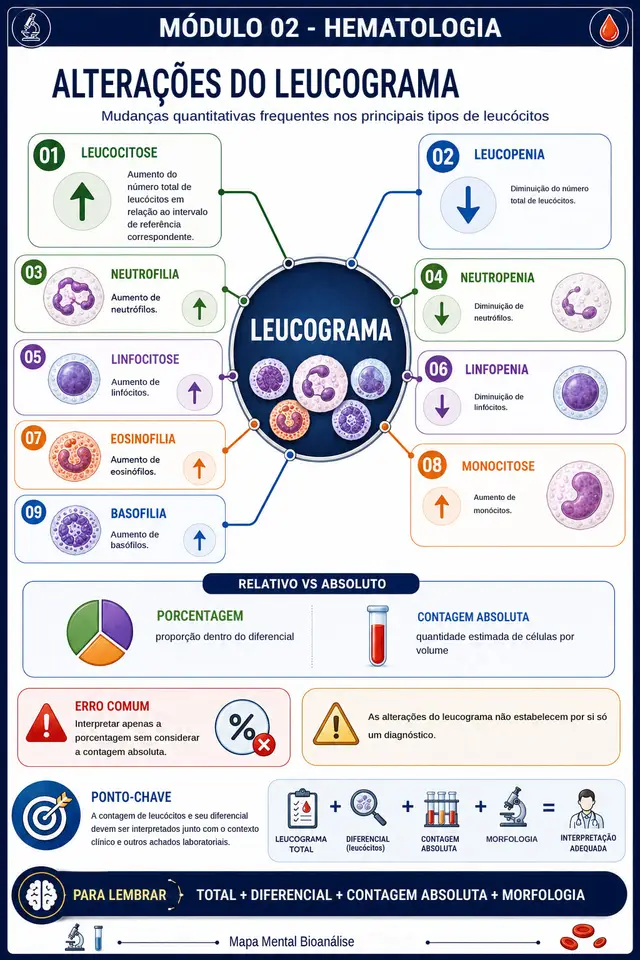 MÓDULO 02 - HEMATOLOGIA
ALTERAÇÕES DO LEUCOGRAMA
Mudanças quantitativas frequentes nos principais tipos de leucócitos
01 LEUCOCITOSE
Aumento do
número total de
leucócitos em
relação ao intervalo
de referência
correspondente.
02 LEUCOPENIA
Diminuição do número
total de leucócitos.
03 NEUTROFILIA
Aumento de
neutrófilos.
04 NEUTROPENIA
Diminuição de
neutrófilos.
LEUCOGRAMA
05 LINFOCITOSE
Aumento de
linfócitos.
06 LINFOPENIA
Diminuição de
linfócitos.
07 EOSINOFILIA
Aumento de
eosinófilos.
08 MONOCITOSE
Aumento de
monócitos.
09 BASOFILIA
Aumento de
basófilos.
RELATIVO VS ABSOLUTO
PORCENTAGEM
proporção dentro do diferencial
CONTAGEM ABSOLUTA
quantidade estimada de células por
volume
ERRO COMUM
Interpretar apenas a
porcentagem sem considerar
a contagem absoluta.
%
As alterações do leucograma não estabelecem por si só
um diagnóstico.
PONTO-CHAVE
A contagem de leucócitos e seu diferencial
devem ser interpretados junto com o contexto
clínico e outros achados laboratoriais.
+ + + =
LEUCOGRAMA
TOTAL
DIFERENCIAL
(leucócitos)
CONTAGEM
ABSOLUTA
MORFOLOGIA
INTERPRETAÇÃO
ADEQUADA
PARA LEMBRAR
TOTAL + DIFERENCIAL + CONTAGEM ABSOLUTA + MORFOLOGIA
Mapa Mental Bioanálise